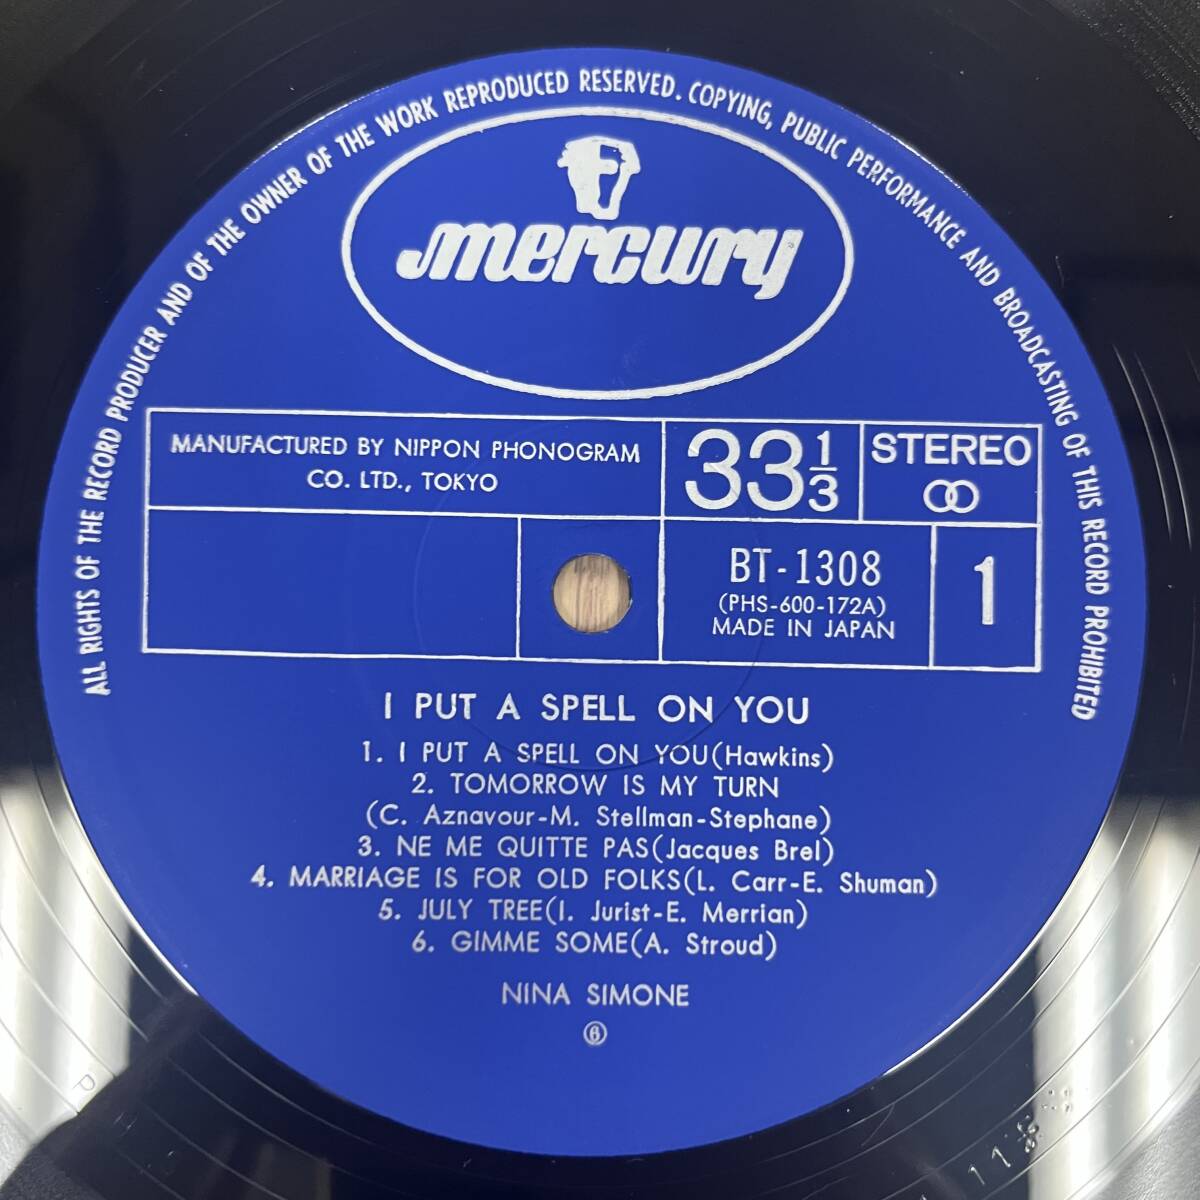 ALL RIGHTS OF THE RECORD PRODUCER AND OF THE OWNER OF THE WORK REPRODUCED RESERVED. COPYING, PUBLIC PERFORMANCE AND BROADCASTING OF THIS RECORD PROHIBITED
mercury
MANUFACTURED BY NIPPON PHONOGRAM
CO. LTD., TOKYO
33 1/3
STEREO
BT-1308
(PHS-600-172A)
MADE IN JAPAN
1
I PUT A SPELL ON YOU
1. I PUT A SPELL ON YOU(Hawkins)
2. TOMORROW IS MY TURN
(C. Aznavour-M. Stellman-Stephane)
3. NE ME QUITTE PAS(Jacques Brel)
4. MARRIAGE IS FOR OLD FOLKS(L. Carr-E. Shuman)
5. JULY TREE(I. Jurist-E. Merrian)
6. GIMME SOME(A. Stroud)
NINA SIMONE
⑥